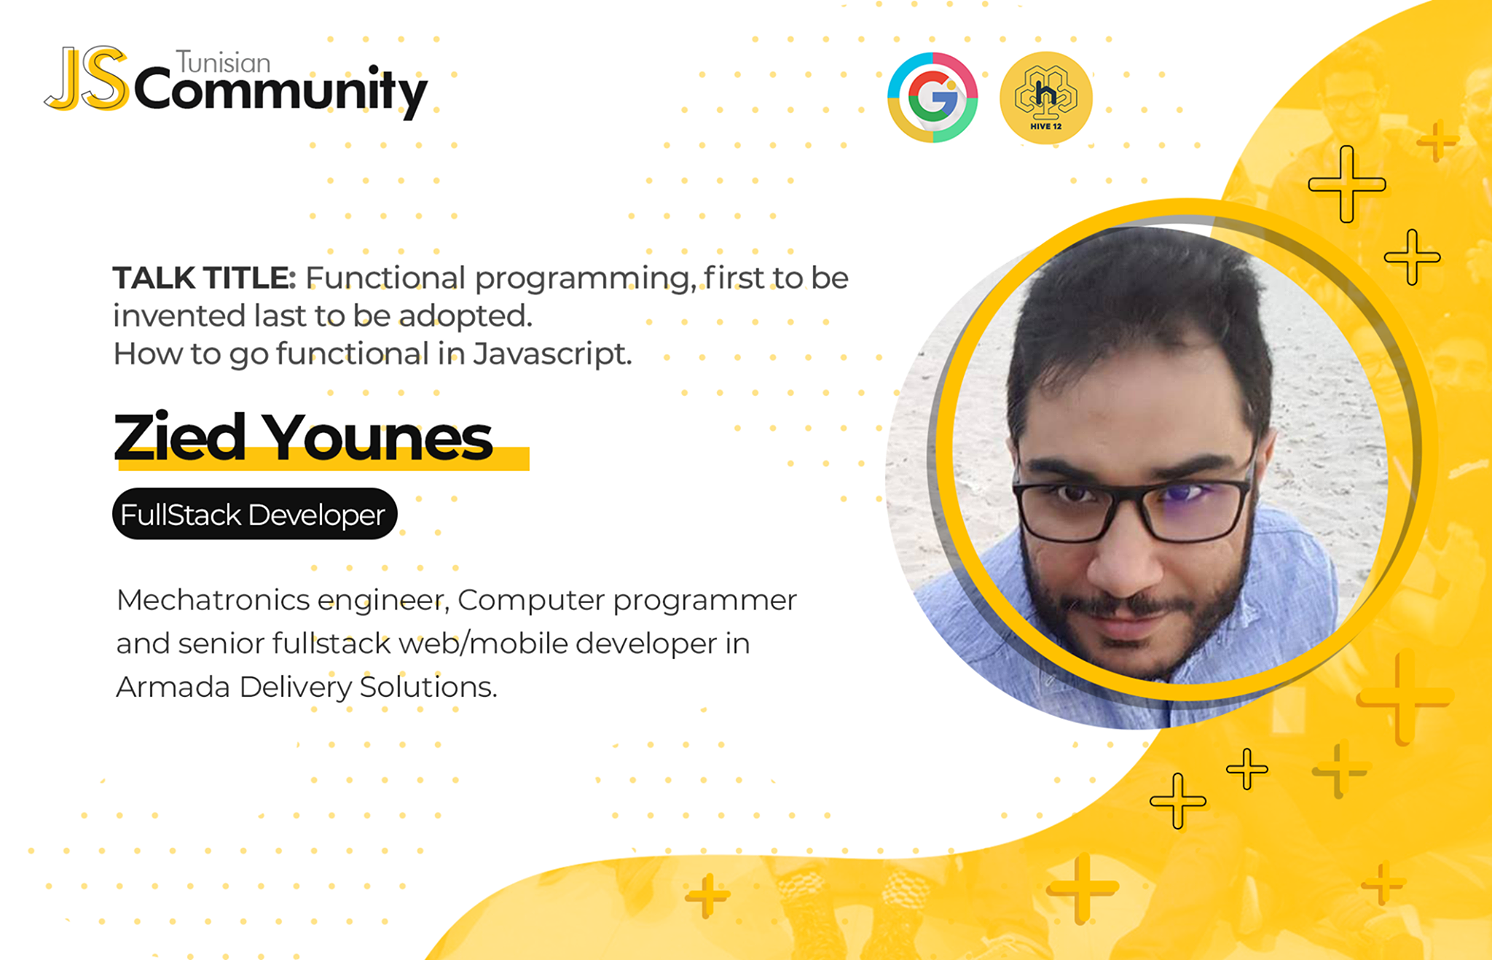 JS Tunisian
Community
HIVE 12
TALK TITLE: Functional programming, first to be
invented last to be adopted.
How to go functional in Javascript.
Zied Younes
FullStack Developer
Mechatronics engineer, Computer programmer
and senior fullstack web/mobile developer in
Armada Delivery Solutions.